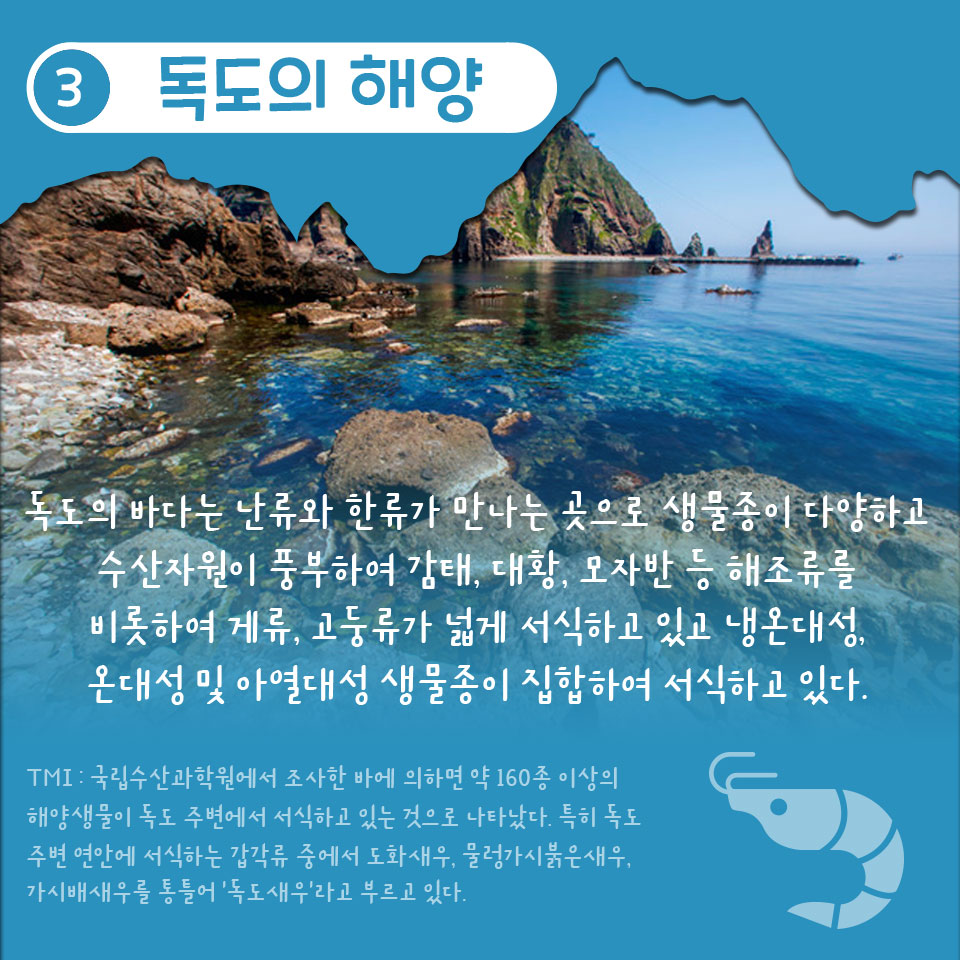 3 독도의 해양
독도의 바다는 난류와 한류가 만나는 곳으로 생물종이 다양하고
수산자원이 풍부하여 감태, 대황, 모자반 등 해조류를
비롯하여 게류, 고둥류가 넓게 서식하고 있고 냉온대성,
온대성 및 아열대성 생물종이 집합하여 서식하고 있다.
TMI : 국립수산과학원에서 조사한 바에 의하면 약 160종 이상의
해양생물이 독도 주변에서 서식하고 있는 것으로 나타났다. 특히 독도
주변 연안에 서식하는 갑각류 중에서 도화새우, 물렁가시붉은새우,
가시배새우를 통틀어 '독도새우'라고 부르고 있다.